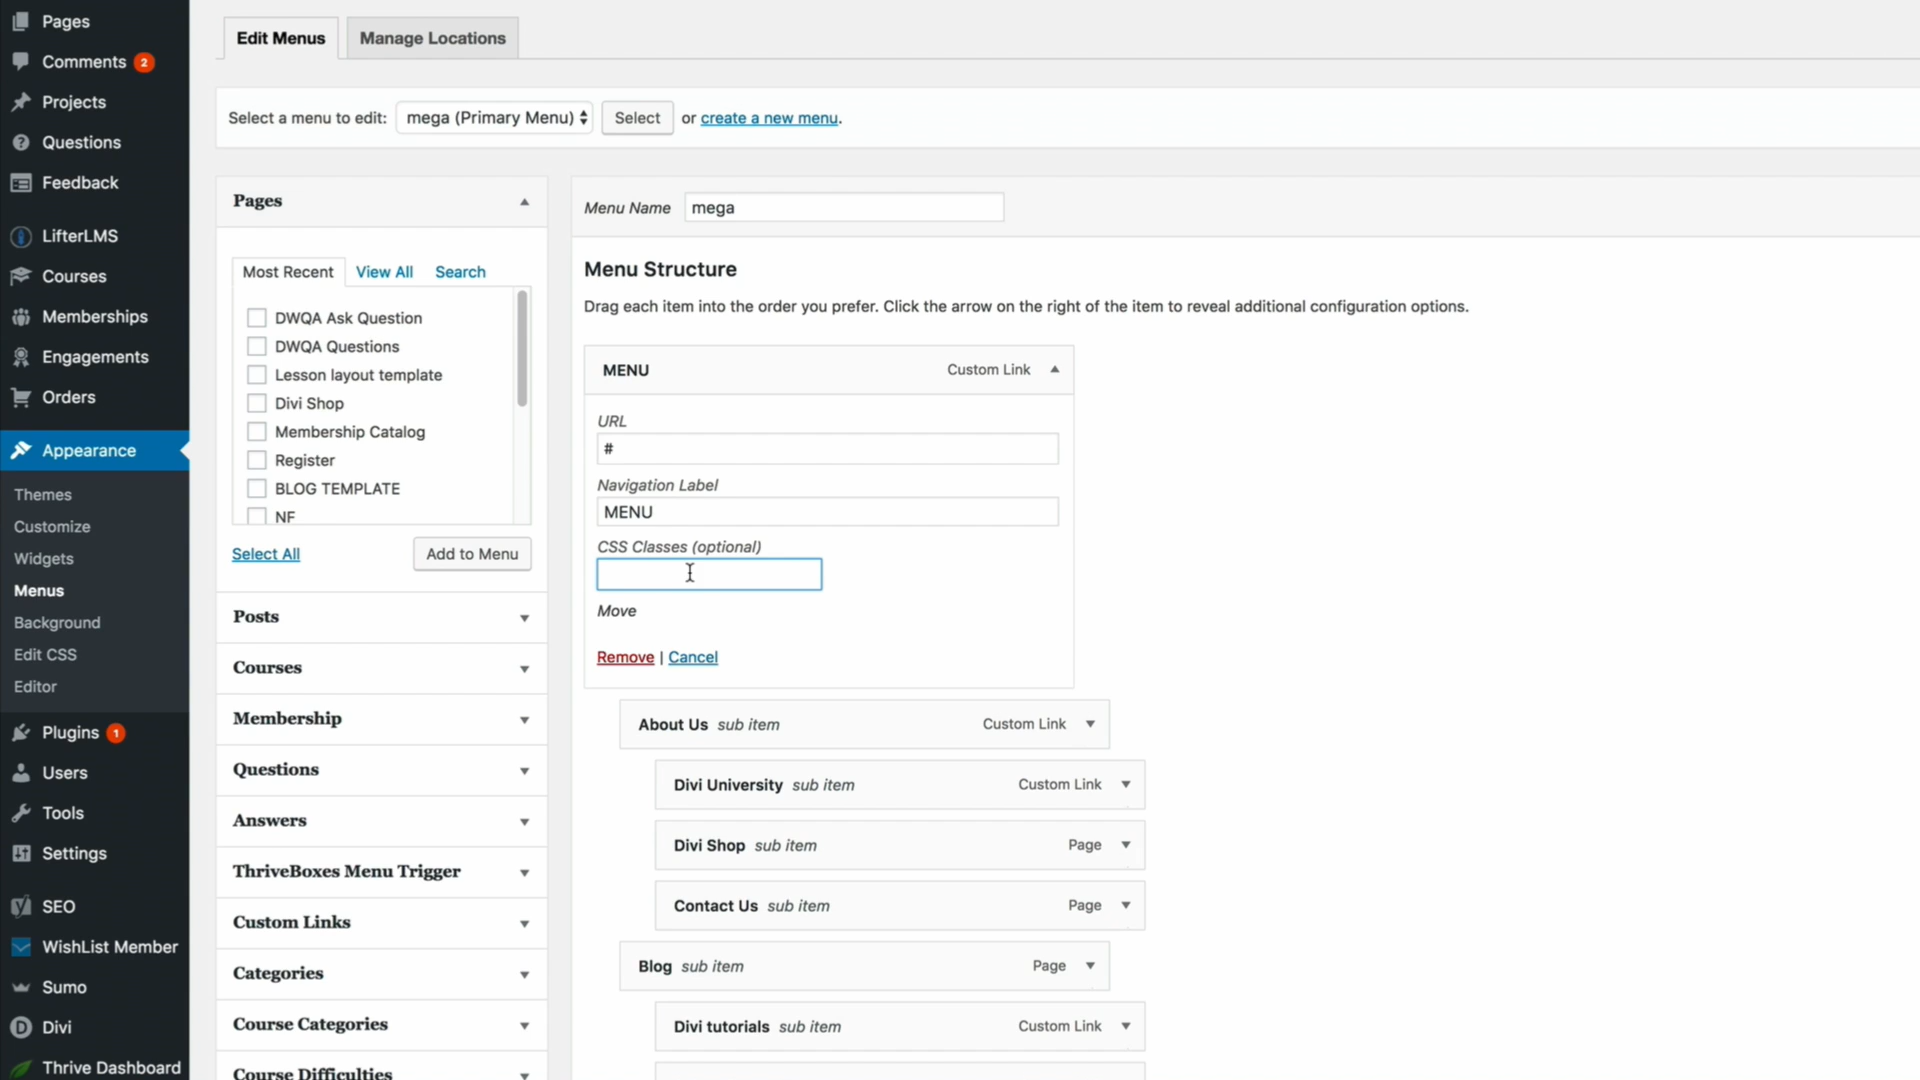 Pages
Comments 2
Projects
Questions
Feedback
LifterLMS
Courses
Memberships
Engagements
Orders
Appearance
Themes
Customize
Widgets
Menus
Background
Edit CSS
Editor
Plugins 1
Users
Tools
Settings
SEO
WishList Member
Sumo
Divi
Thrive Dashboard
Edit Menus
Manage Locations
Select a menu to edit: mega (Primary Menu) Select or create a new menu.
Pages
Most Recent View All Search
DWQA Ask Question
DWQA Questions
Lesson layout template
Divi Shop
Membership Catalog
Register
BLOG TEMPLATE
NF
Select All Add to Menu
Posts
Courses
Membership
Questions
Answers
ThriveBoxes Menu Trigger
Custom Links
Categories
Course Categories
Course Difficulties
Menu Name mega
Menu Structure
Drag each item into the order you prefer. Click the arrow on the right of the item to reveal additional configuration options.
MENU Custom Link
URL
#
Navigation Label
MENU
CSS Classes (optional)
Move
Remove | Cancel
About Us sub item Custom Link
Divi University sub item Custom Link
Divi Shop sub item Page
Contact Us sub item Page
Blog sub item Page
Divi tutorials sub item Custom Link